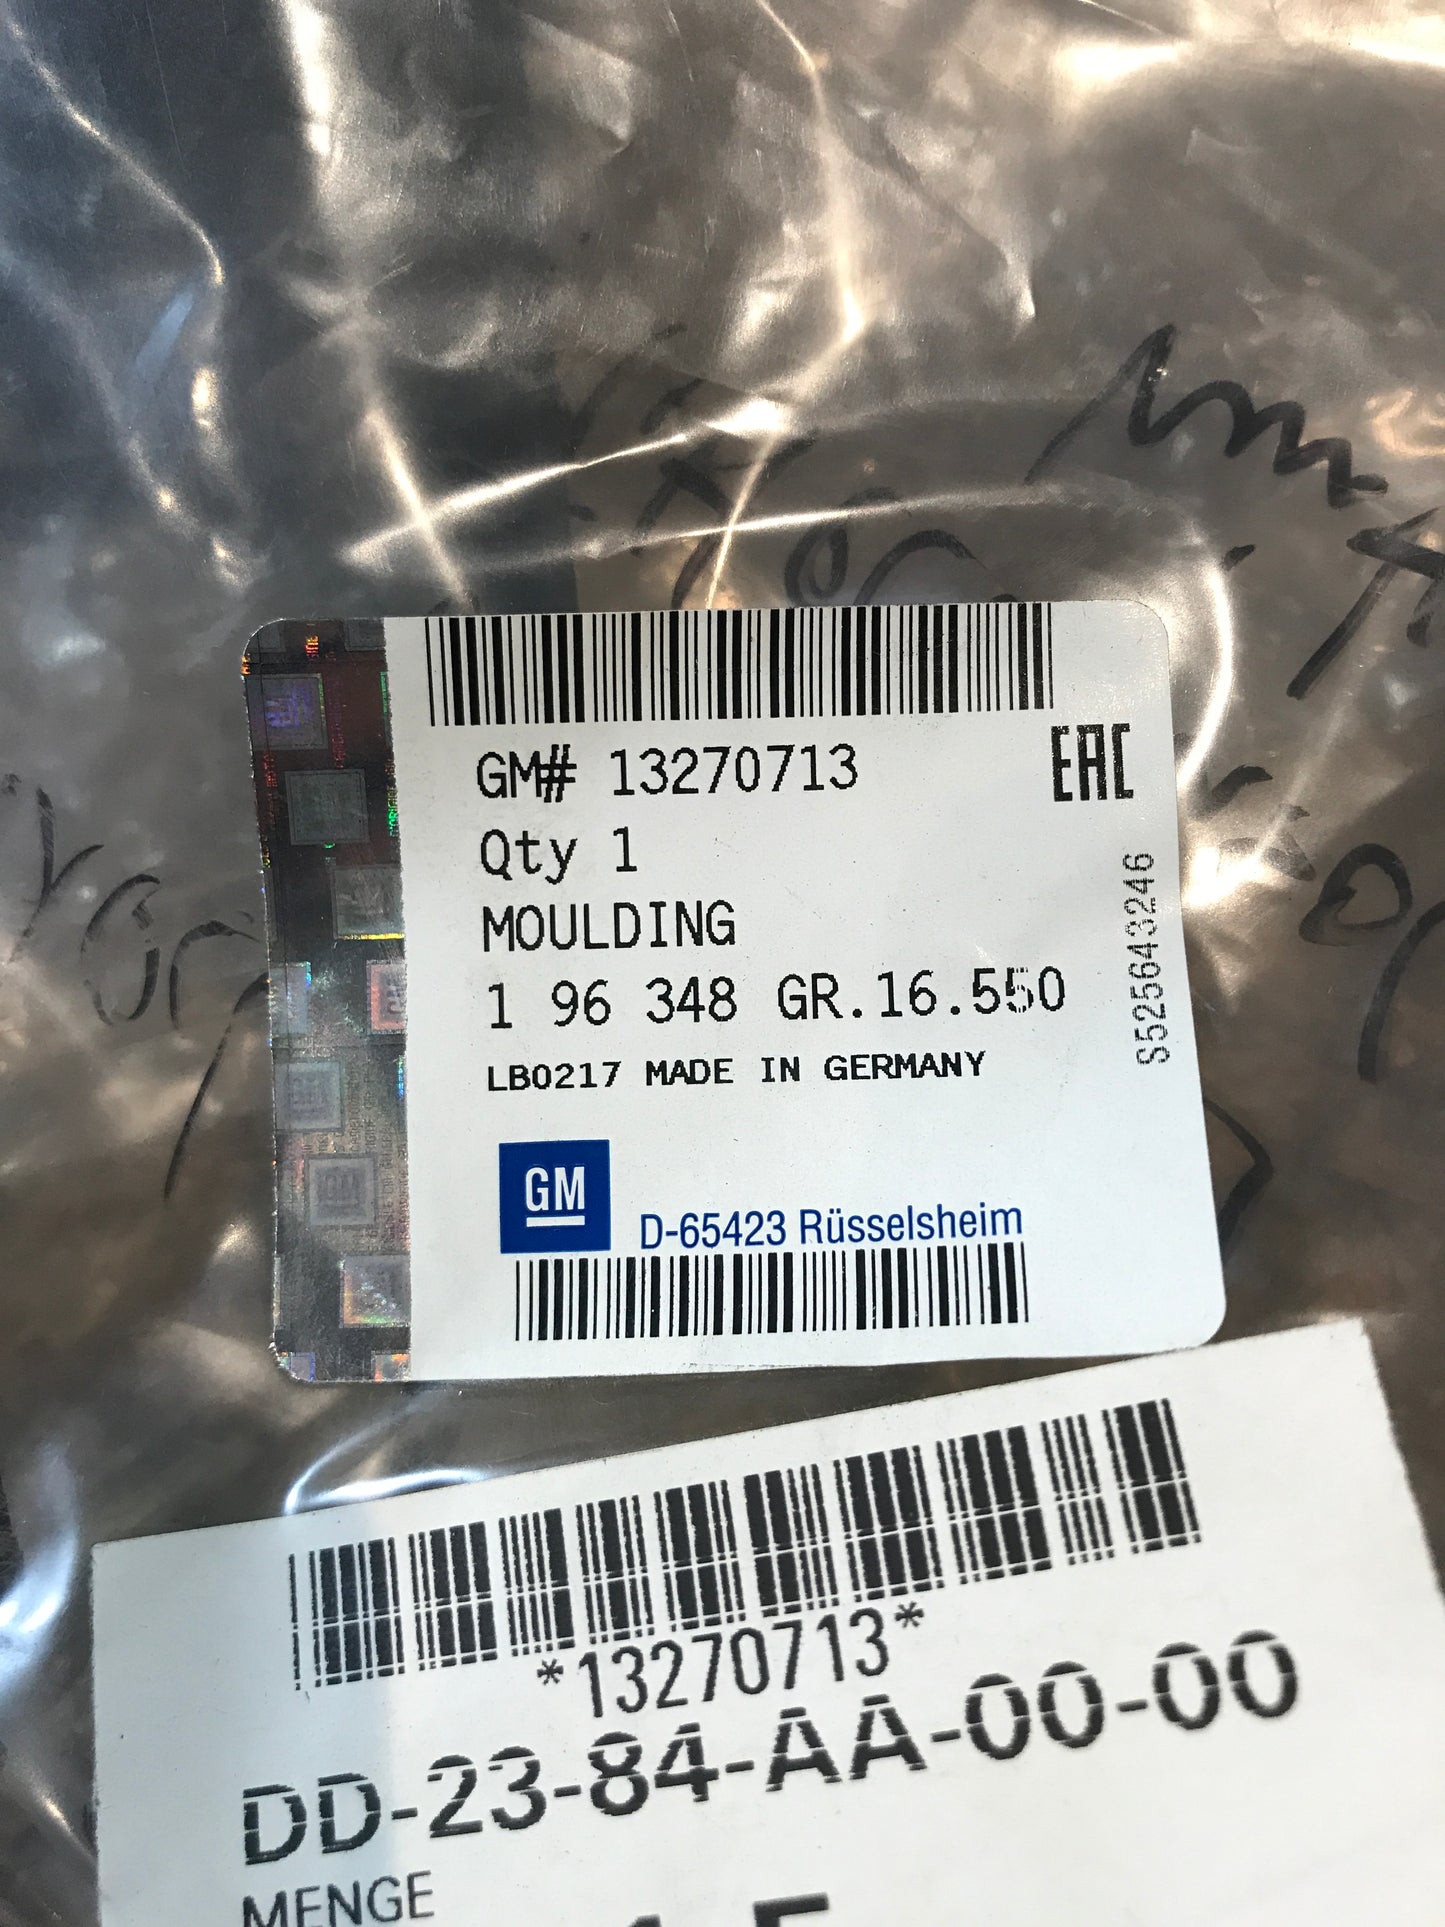 GM# 13270713
EAC
Qty 1
MOULDING
1 96 348 GR.16.550
S525643246
LB0217 MADE IN GERMANY
GM
D-65423 Rüsselsheim
*13270713*
DD-23-84-AA-00-00
MENGE